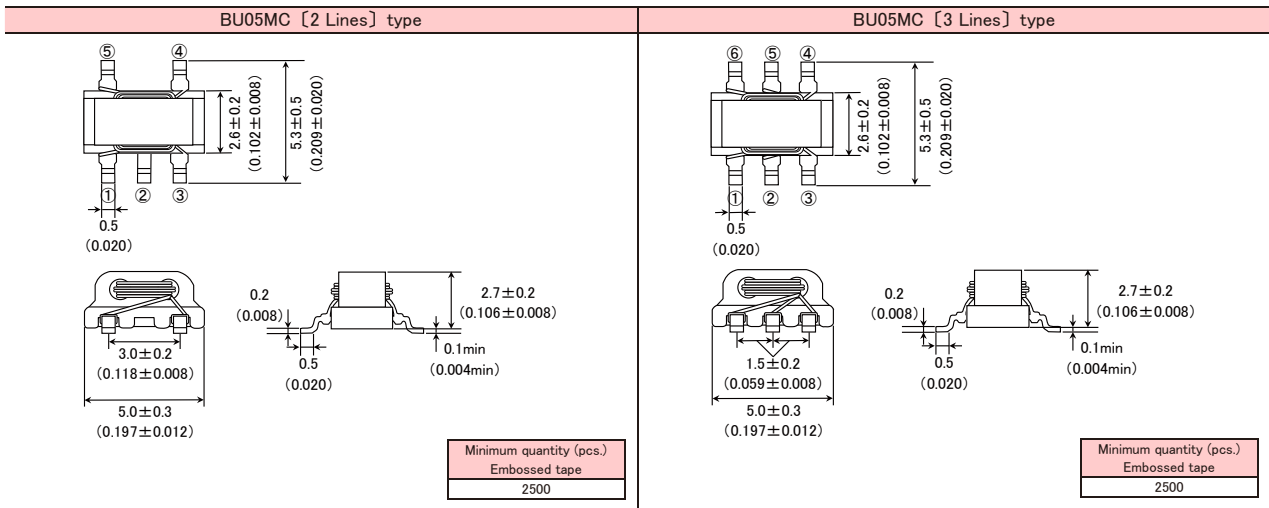 BU05MC〔2 Lines〕type
⑤ ④
2.6±0.2
(0.102±0.008)
5.3±0.5
(0.209±0.020)
① ② ③
0.5
(0.020)
3.0±0.2
(0.118±0.008)
5.0±0.3
(0.197±0.012)
0.2
(0.008)
0.5
(0.020)
2.7±0.2
(0.106±0.008)
0.1min
(0.004min)
Minimum quantity (pcs.)
Embossed tape
2500
BU05MC〔3 Lines〕type
⑥ ⑤ ④
2.6±0.2
(0.102±0.008)
5.3±0.5
(0.209±0.020)
① ② ③
0.5
(0.020)
1.5±0.2
(0.059±0.008)
5.0±0.3
(0.197±0.012)
0.2
(0.008)
0.5
(0.020)
2.7±0.2
(0.106±0.008)
0.1min
(0.004min)
Minimum quantity (pcs.)
Embossed tape
2500